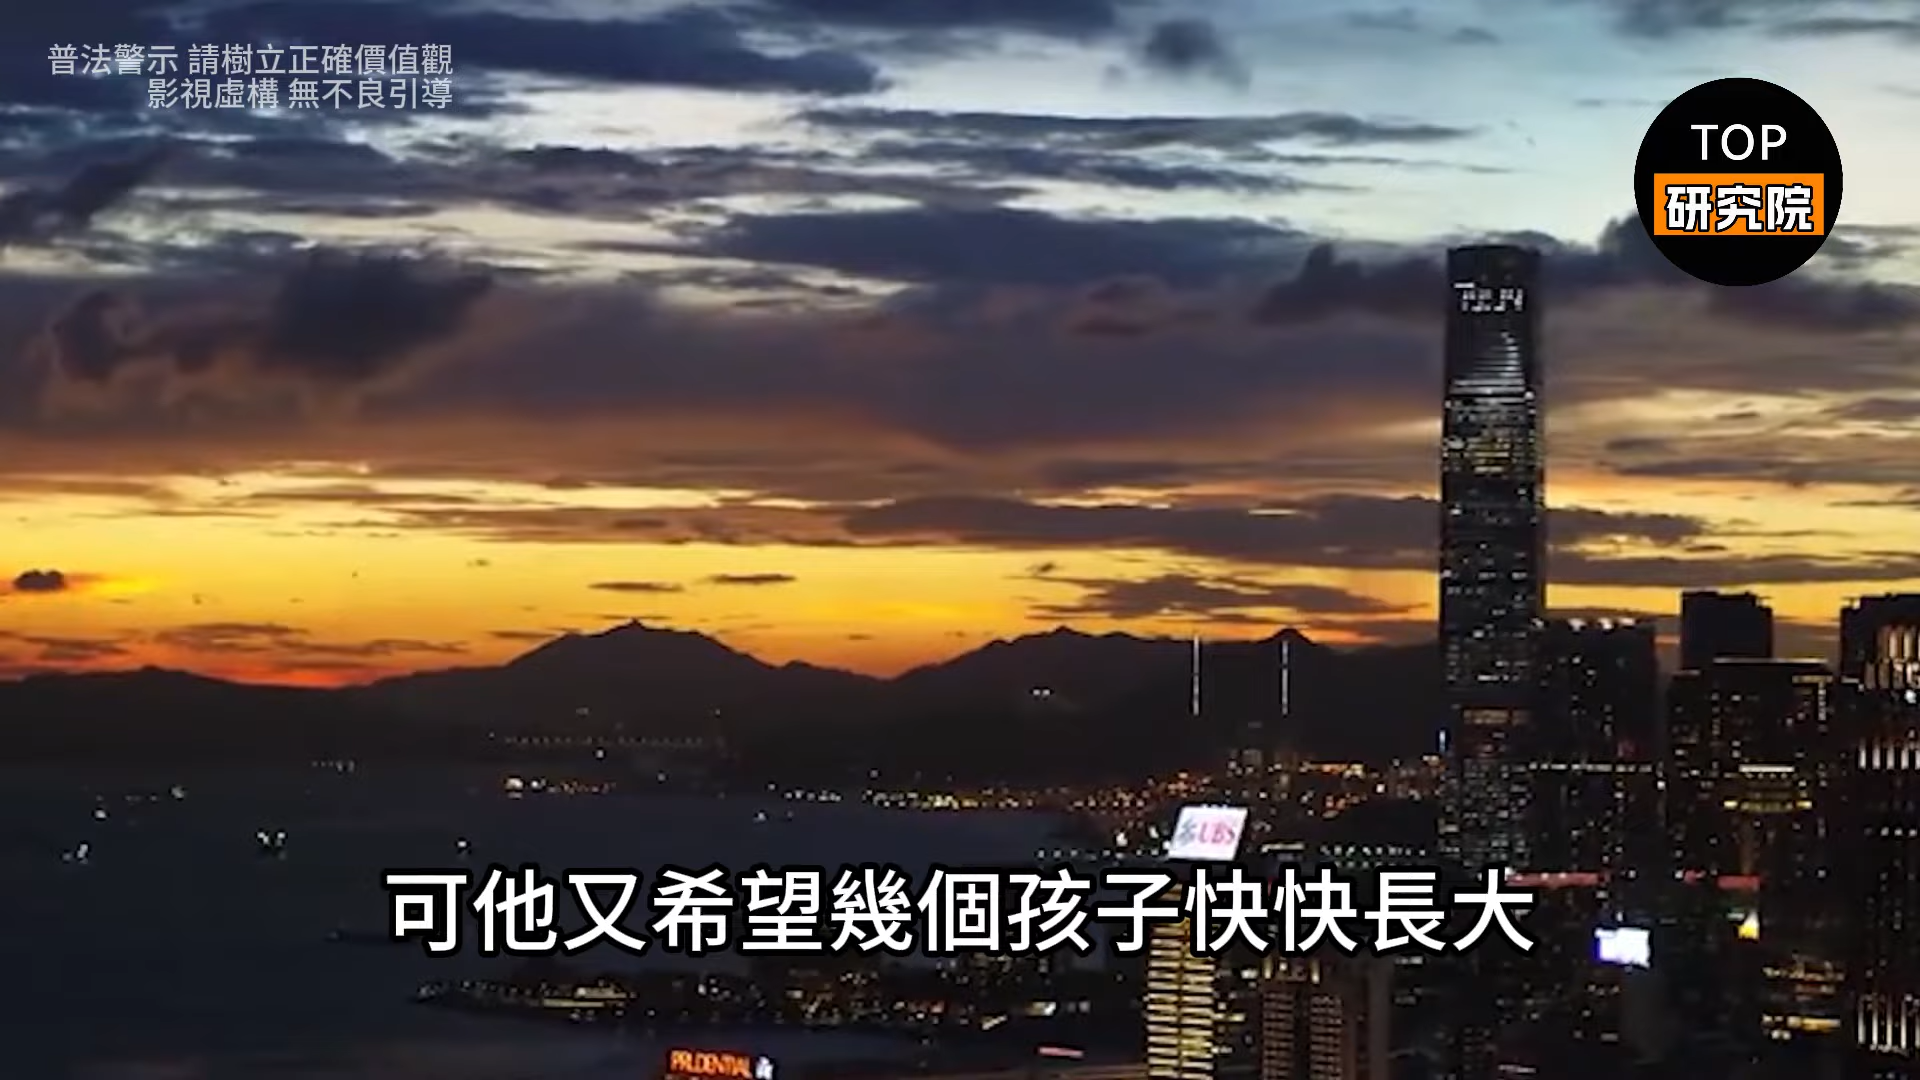 普法警示 請樹立正確價值觀
影視虛構 無不良引導
TOP
研究院
UBS
可他又希望幾個孩子快快長大
PRUDENTIAL